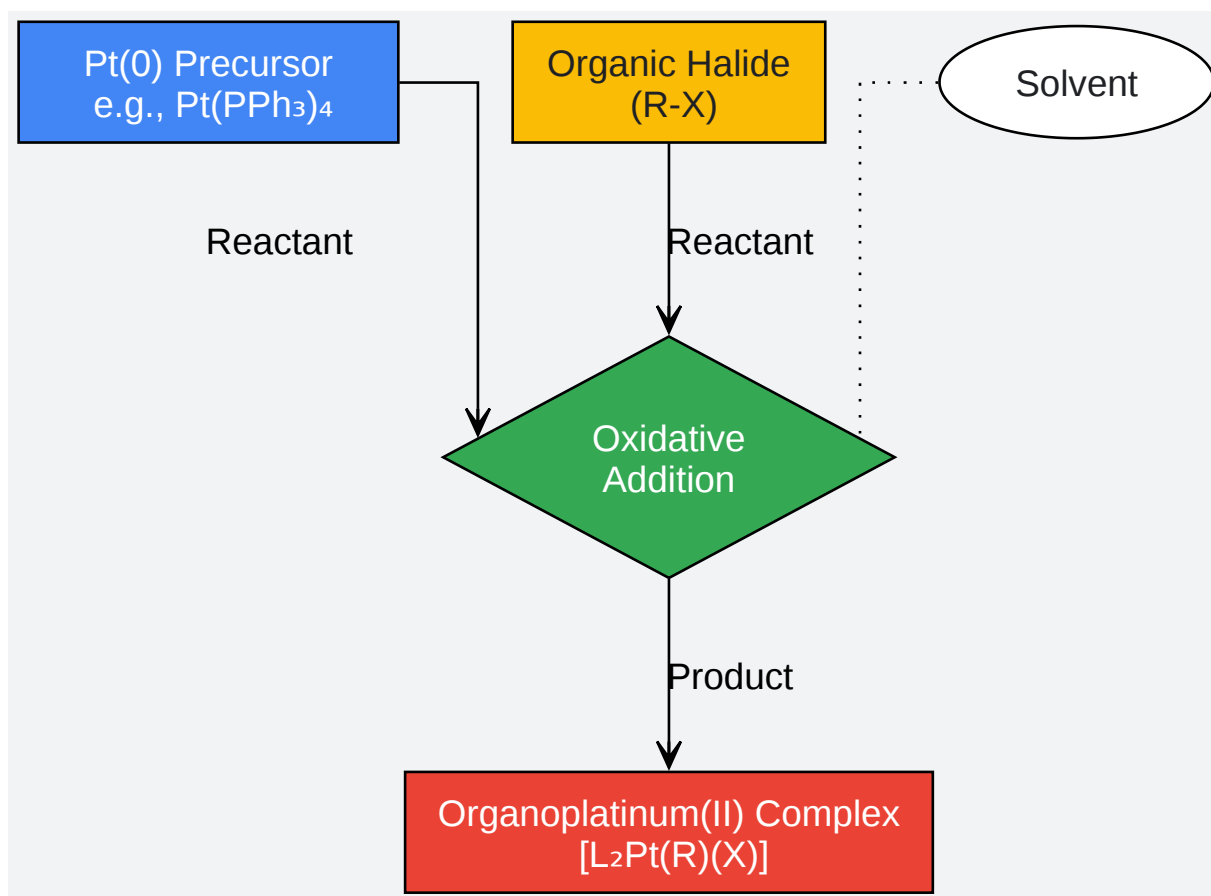 Pt(0) Precursor
e.g., Pt(PPh₃)₄
Organic Halide
(R-X)
Solvent
Reactant
Reactant
Oxidative
Addition
Product
Organoplatinum(II) Complex
[L₂Pt(R)(X)]